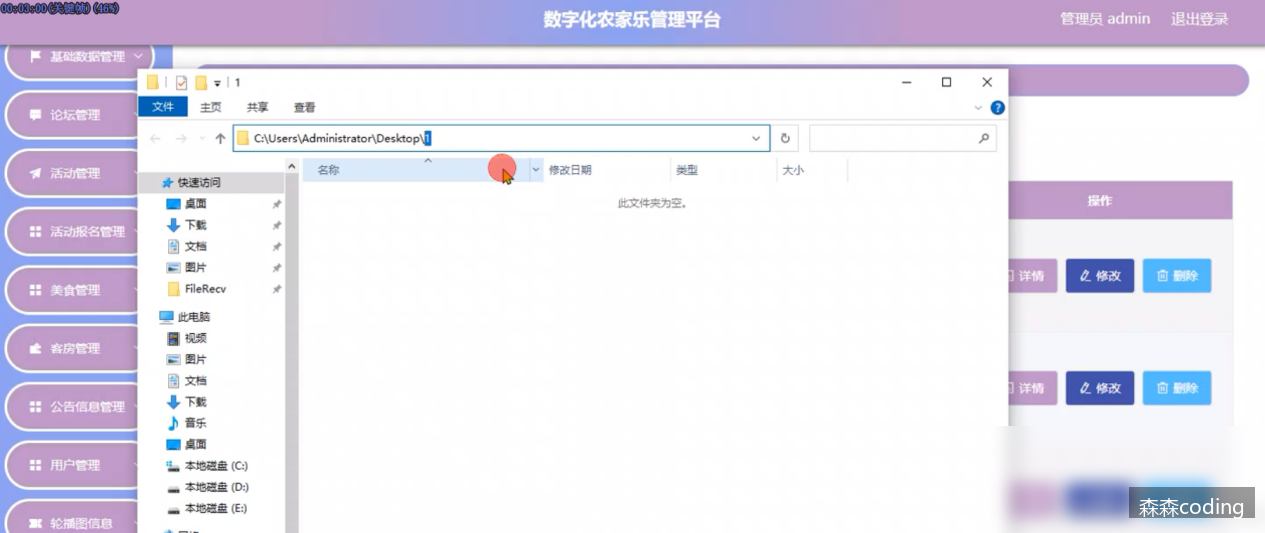 00:03:00(关键帧)(46%)
数字化农家乐管理平台
管理员 admin
退出登录
基础数据管理
论坛管理
活动管理
活动报名管理
美食管理
客房管理
公告信息管理
用户管理
轮播图信息
1
文件
主页
共享
查看
C:\Users\Administrator\Desktop\1
名称
修改日期
类型
大小
此文件夹为空。
快速访问
桌面
下载
文档
图片
FileRecv
此电脑
视频
图片
文档
下载
音乐
桌面
本地磁盘 (C:)
本地磁盘 (D:)
本地磁盘 (E:)
操作
详情
修改
删除
详情
修改
删除
森森coding